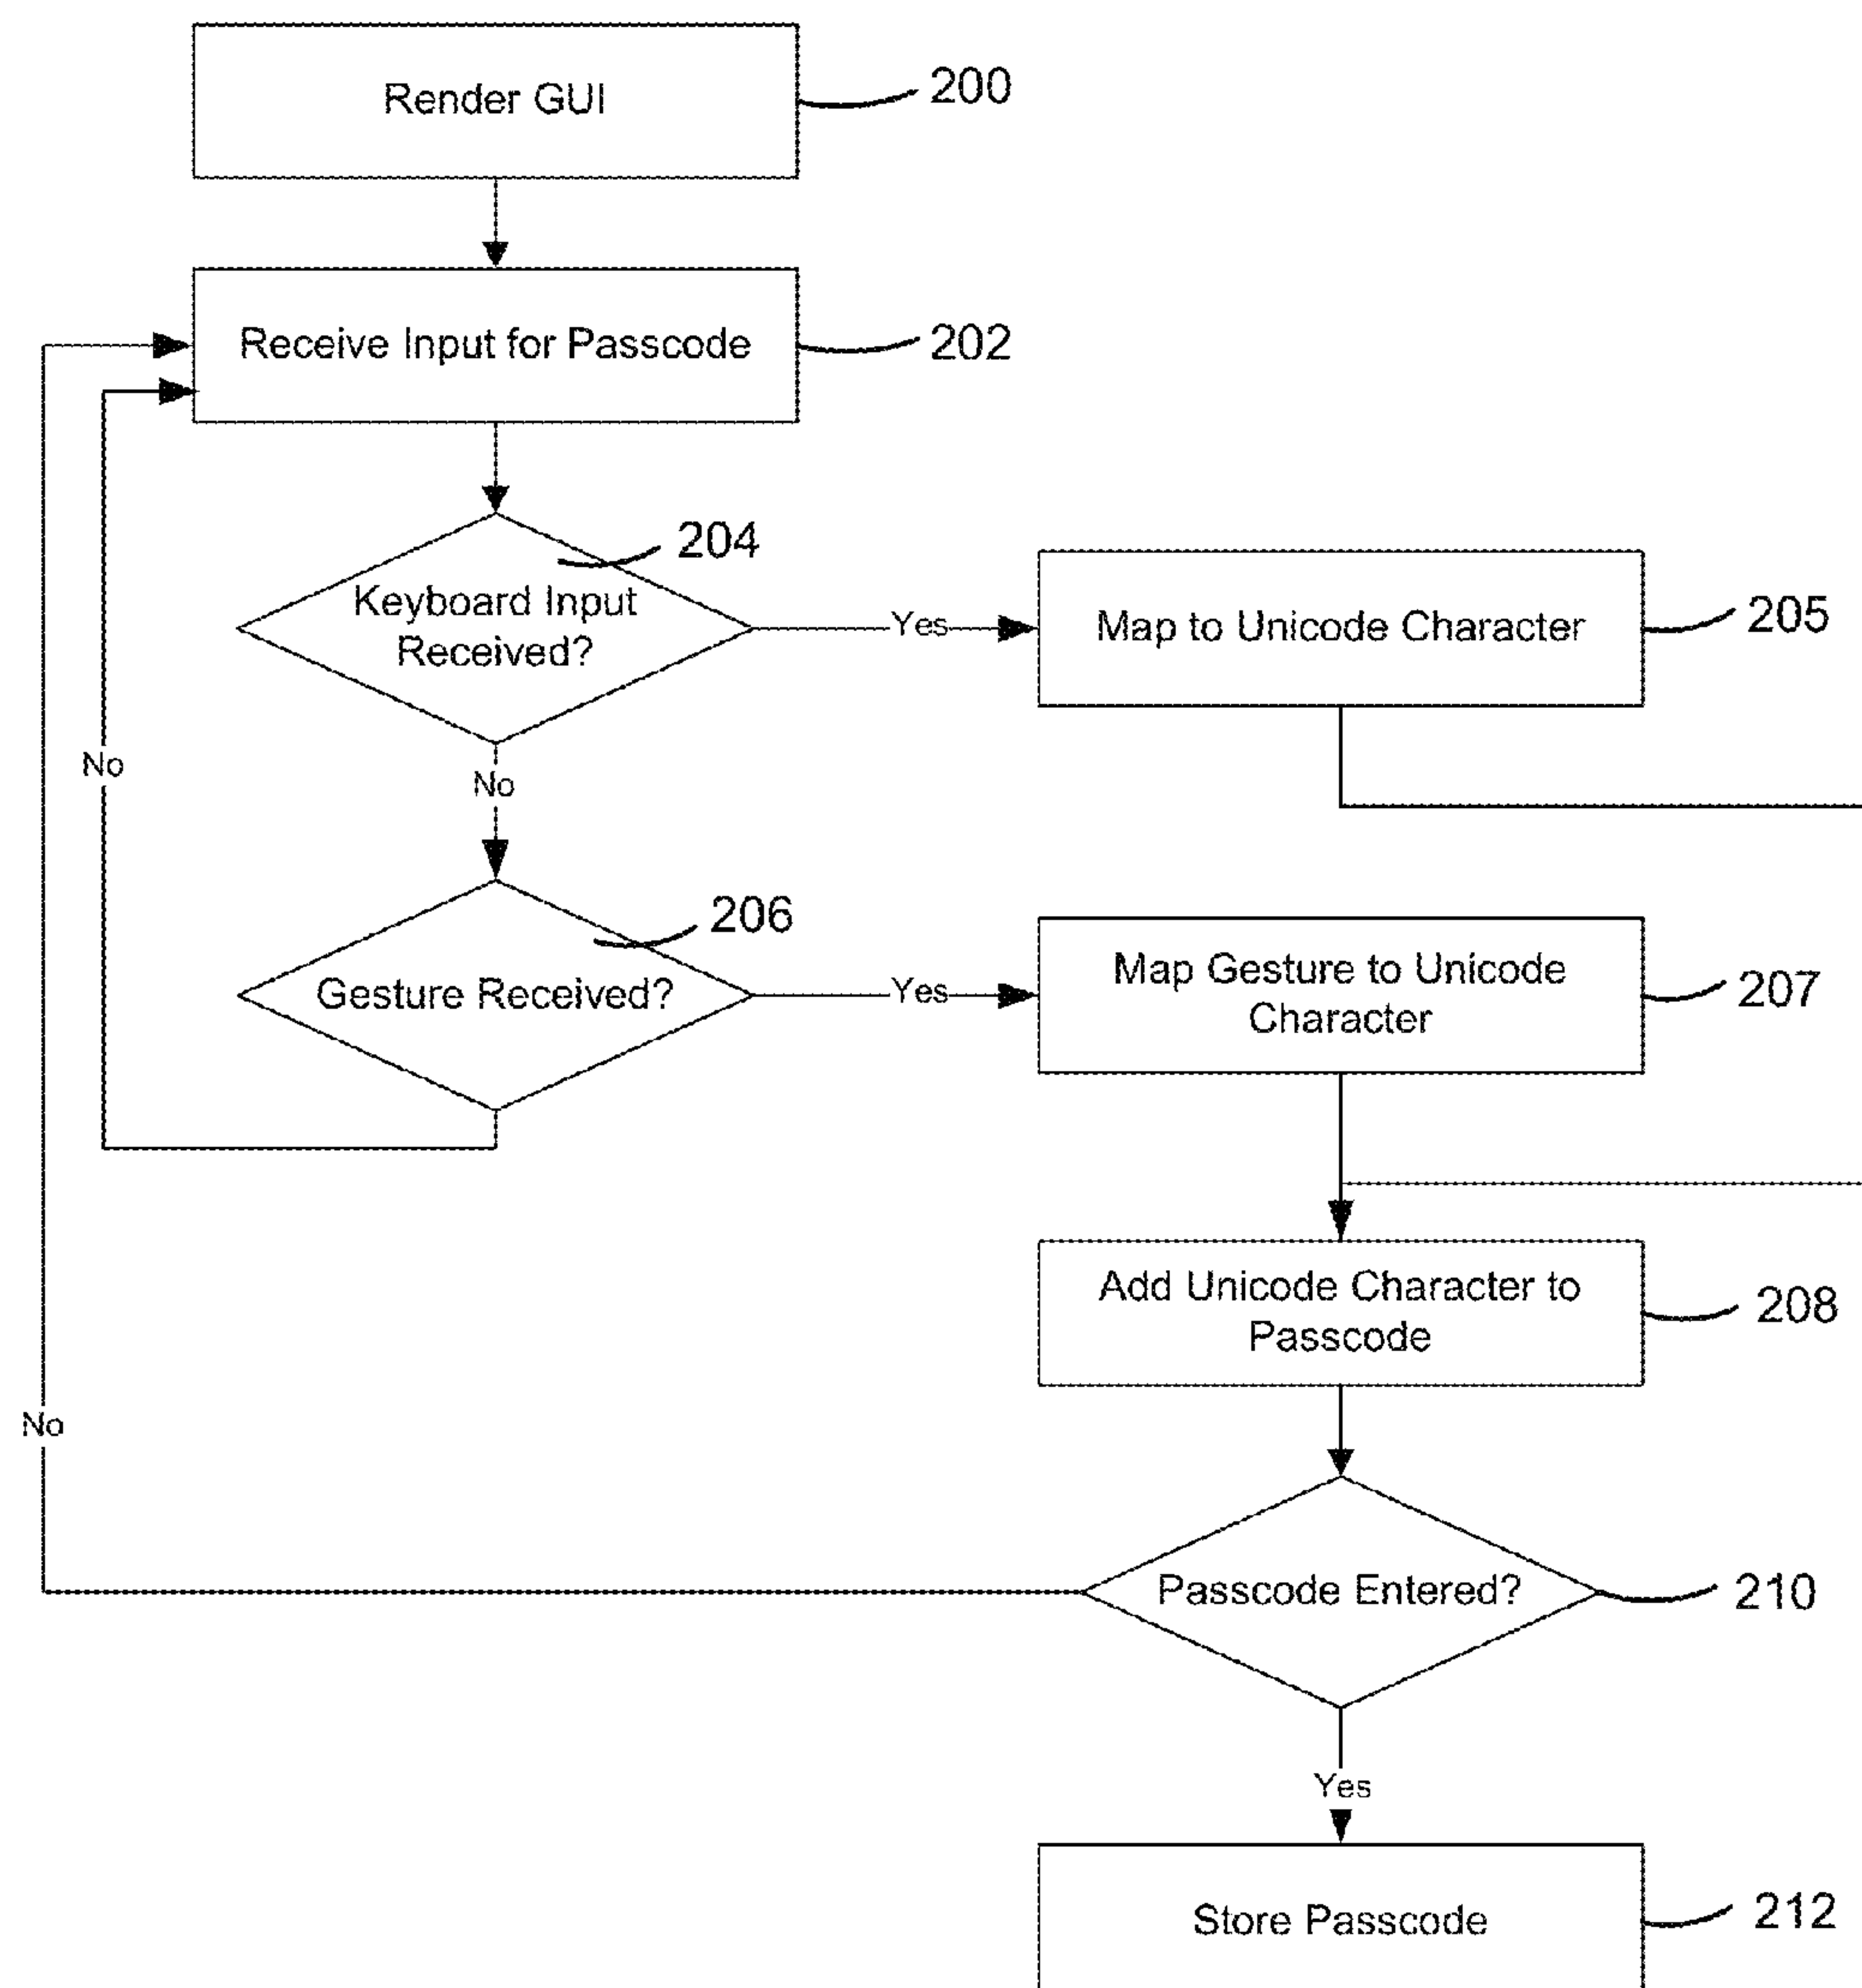 Render GUI
200
Receive Input for Passcode
202
204
Keyboard Input
Received?
Yes
Map to Unicode Character
205
No
No
206
Gesture Received?
Yes
Map Gesture to Unicode
Character
207
Add Unicode Character to
Passcode
208
No
Passcode Entered?
210
Yes
Store Passcode
212